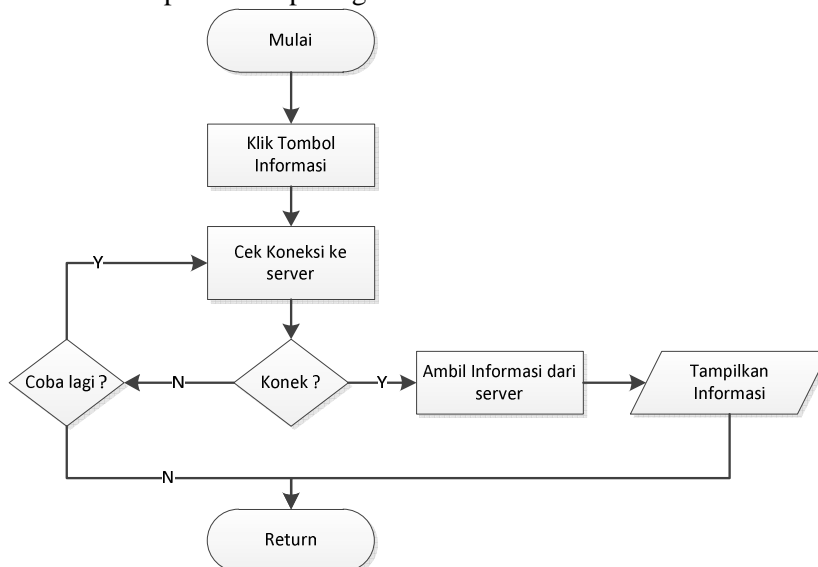 Mulai
Klik Tombol
Informasi
Cek Koneksi ke
server
Y
Coba lagi ?
N
Konek ?
Y
Ambil Informasi dari
server
Tampilkan
Informasi
N
Return